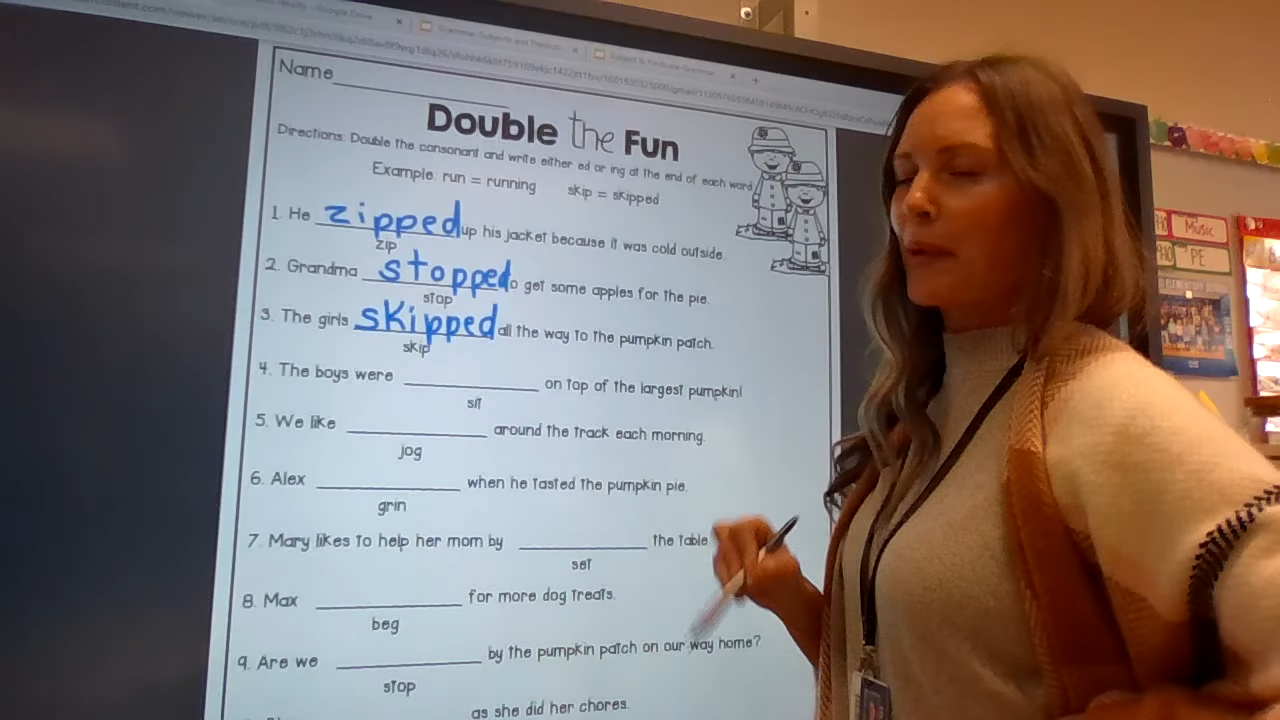 Name
Double the Fun
Directions: Double the consonant and write either ed or ing at the end of each word
Example: run = running skip = skipped
1. He zipped up his jacket because it was cold outside.
zip
2. Grandma stopped o get some apples for the pie.
stop
3. The girls skipped all the way to the pumpkin patch.
skip
4. The boys were on top of the largest pumpkin!
sit
5. We like around the track each morning.
jog
6. Alex when he tasted the pumpkin pie.
grin
7. Mary likes to help her mom by the table
set
8. Max for more dog treats.
beg
9. Are we by the pumpkin patch on our way home?
stop
as she did her chores.
Music
PE